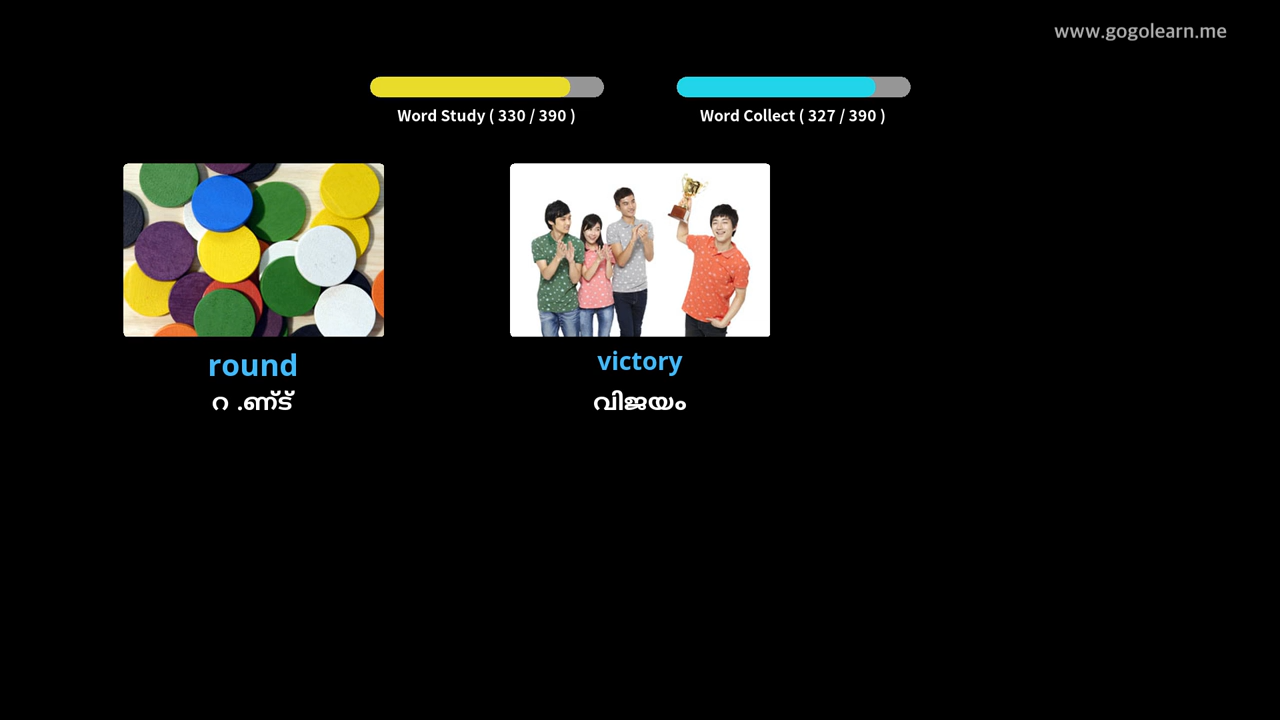 www.gogolearn.me
Word Study ( 330 / 390 )
Word Collect ( 327 / 390 )
round
റ .ണ്ട്
victory
വിജയം